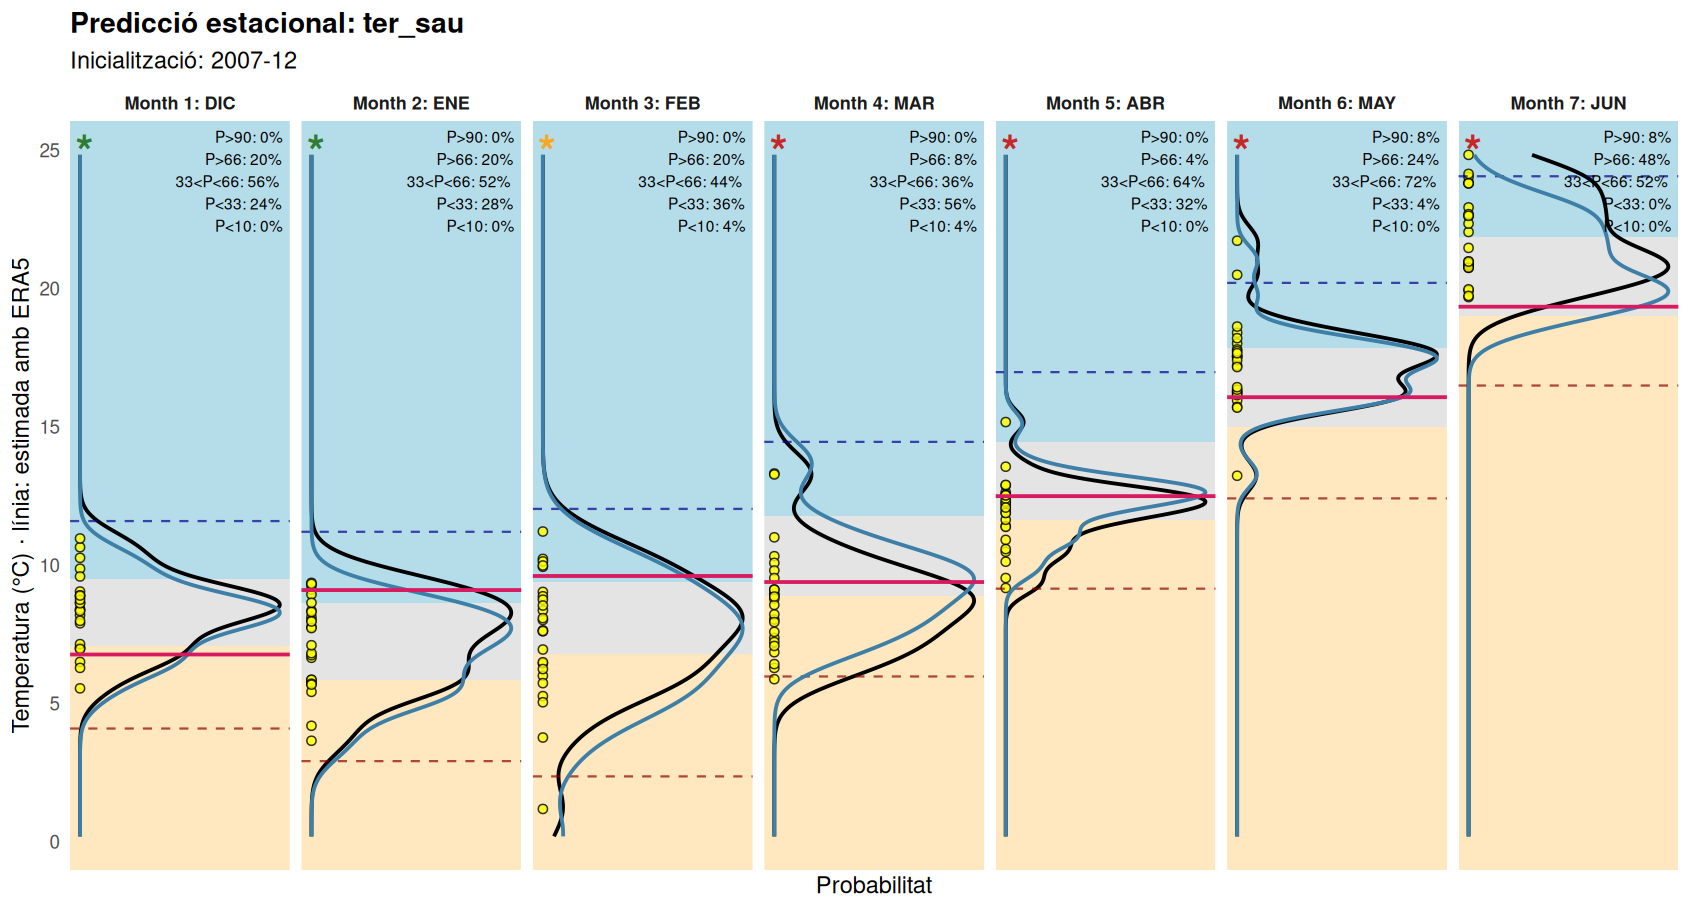 Predicció estacional: ter_sau
Inicialització: 2007-12
Month 1: DIC
Month 2: ENE
Month 3: FEB
Month 4: MAR
Month 5: ABR
Month 6: MAY
Month 7: JUN
P>90: 0%
P>66: 20%
33<P<66: 56%
P<33: 24%
P<10: 0%
P>90: 0%
P>66: 20%
33<P<66: 52%
P<33: 28%
P<10: 0%
P>90: 0%
P>66: 20%
33<P<66: 44%
P<33: 36%
P<10: 4%
P>90: 0%
P>66: 8%
33<P<66: 36%
P<33: 56%
P<10: 4%
P>90: 0%
P>66: 4%
33<P<66: 64%
P<33: 32%
P<10: 0%
P>90: 8%
P>66: 24%
33<P<66: 72%
P<33: 4%
P<10: 0%
P>90: 8%
P>66: 48%
33<P<66: 52%
P<33: 0%
P<10: 0%
25
20
15
10
5
0
Temperatura (°C) · línia: estimada amb ERA5
Probabilitat